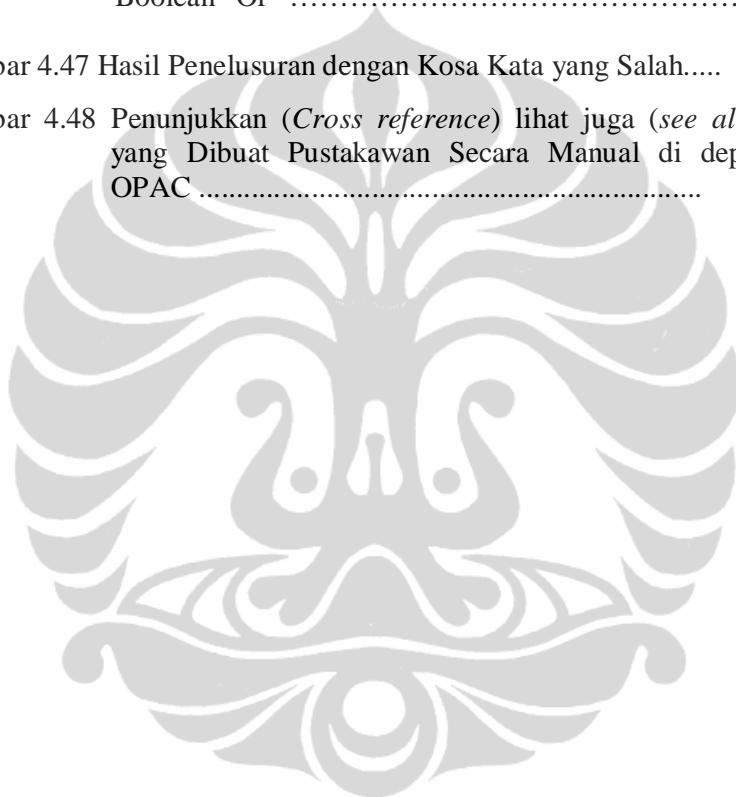 Boolean Or ………………………………………
bar 4.47 Hasil Penelusuran dengan Kosa Kata yang Salah.....
bar 4.48 Penunjukkan (Cross reference) lihat juga (see al
yang Dibuat Pustakawan Secara Manual di dep
OPAC ................................................................